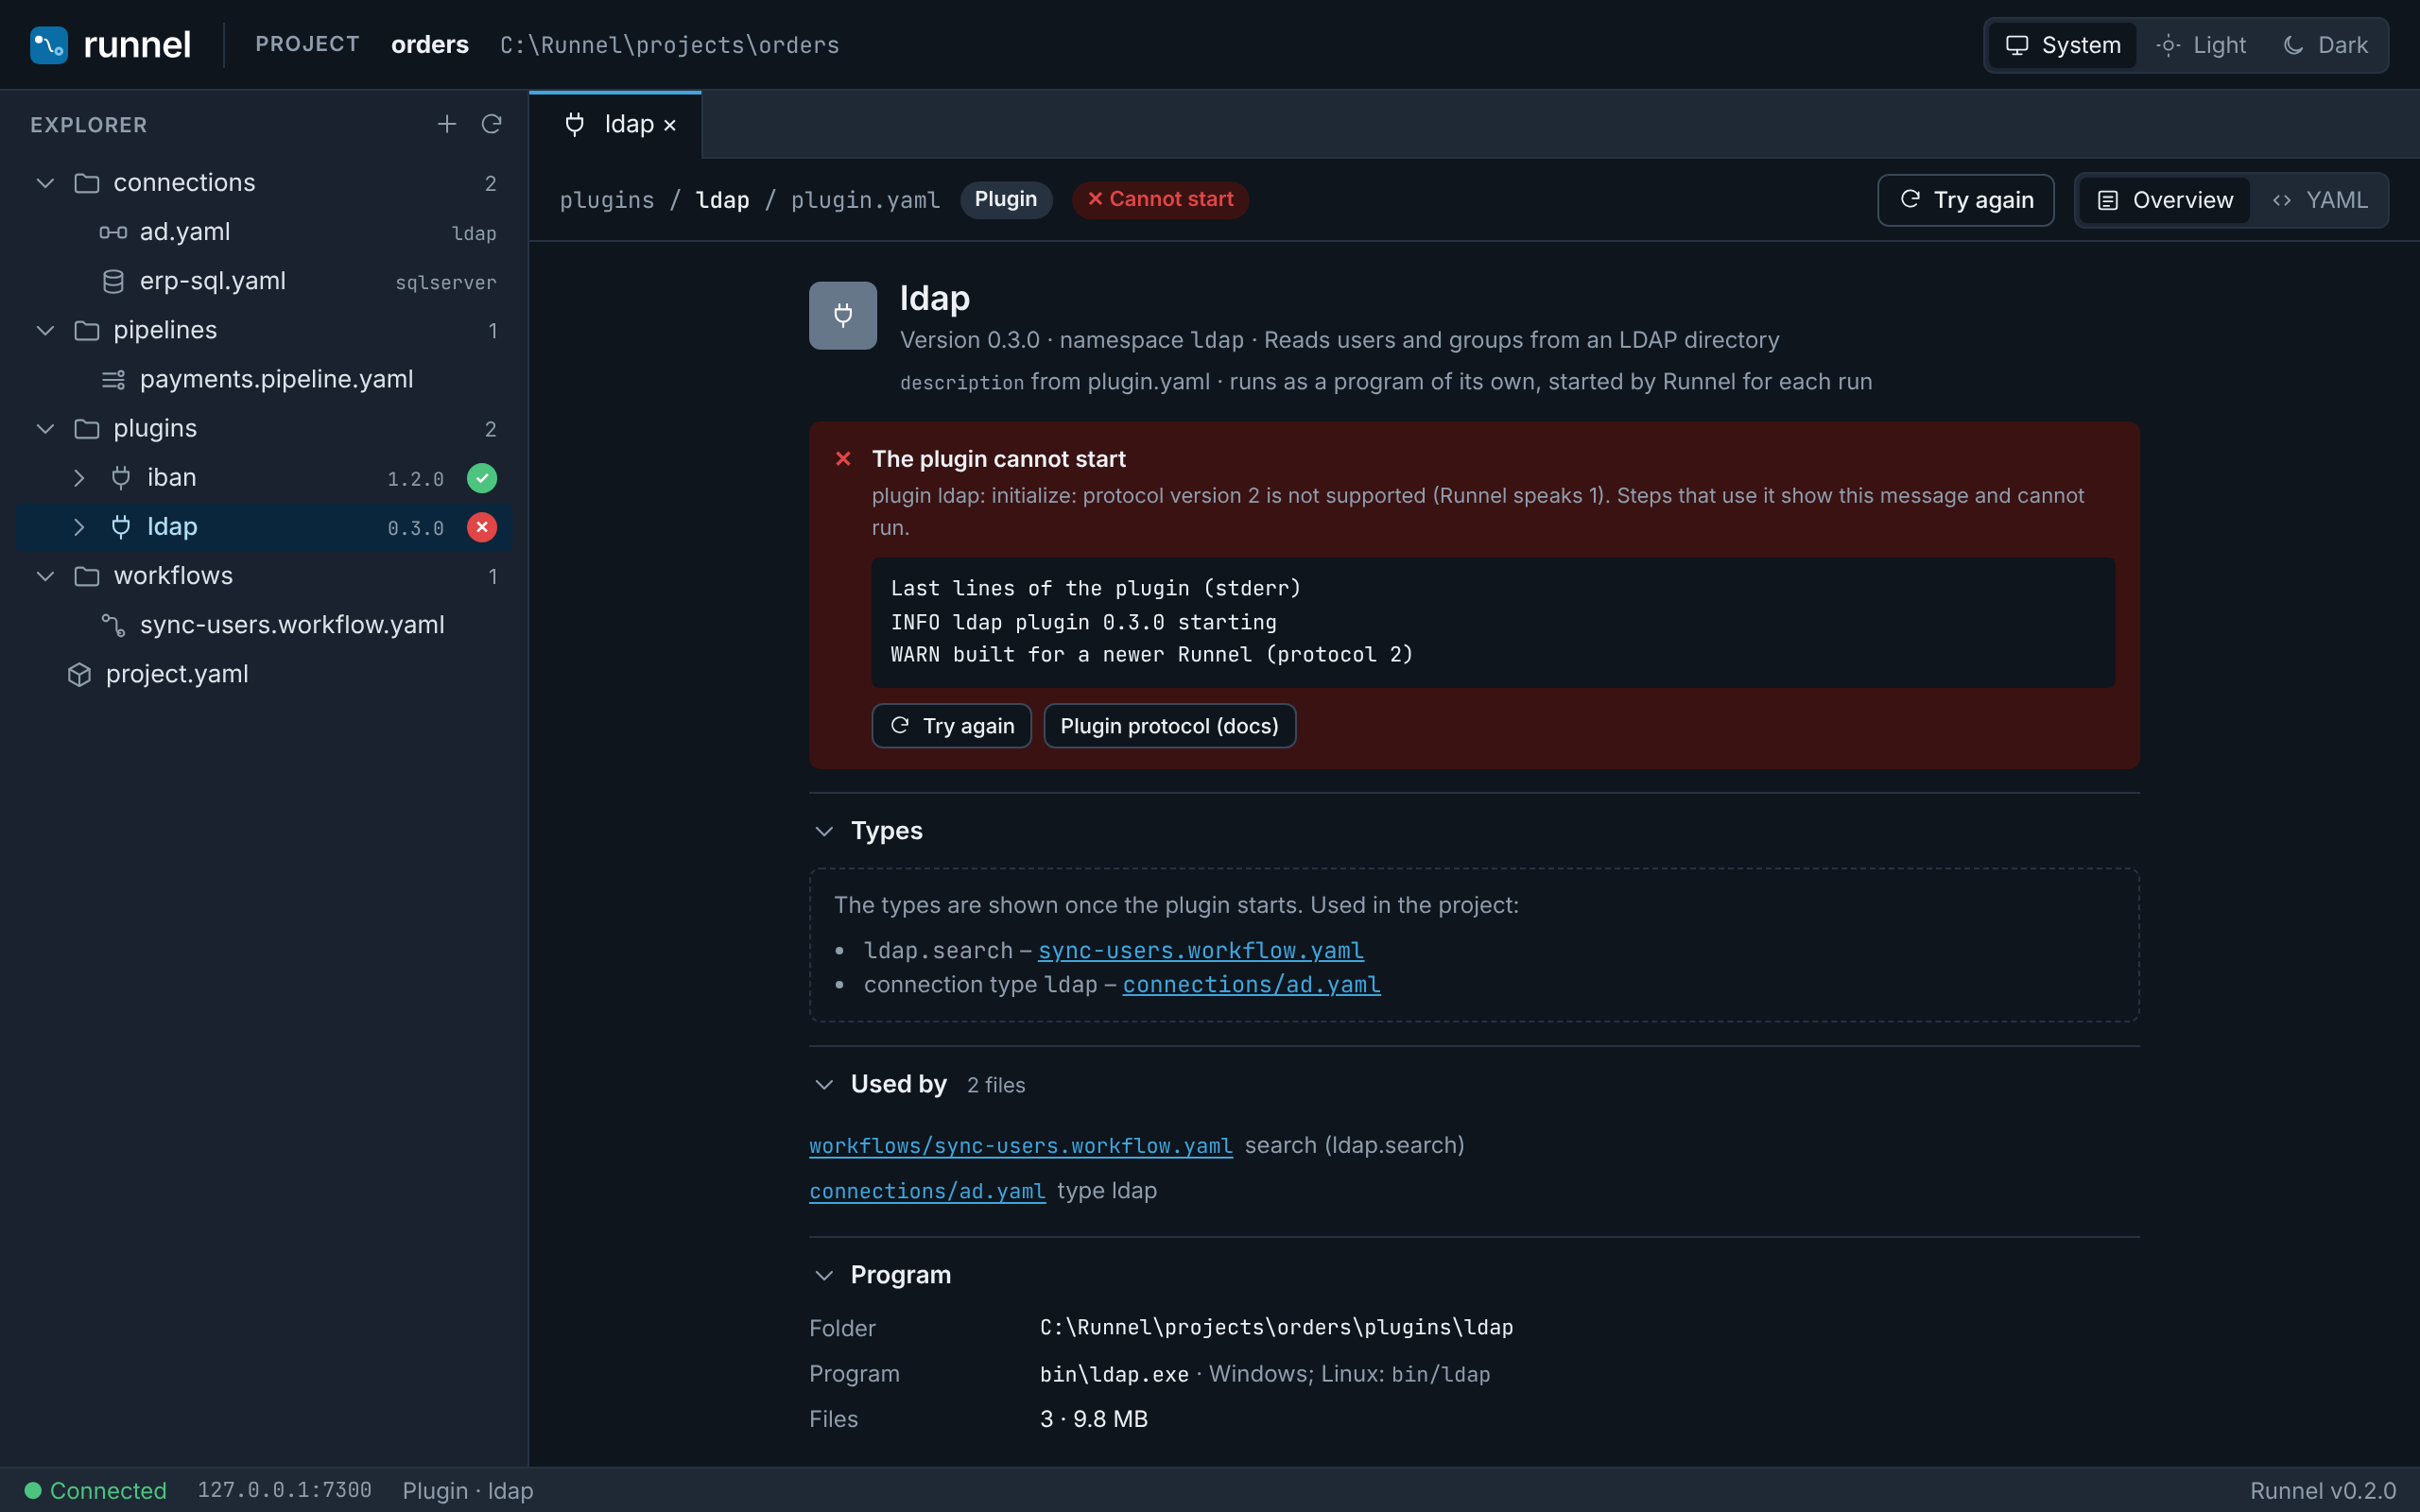 runnel PROJECT orders C:\Runnel\projects\orders System Light Dark
EXPLORER
connections 2
ad.yaml ldap
erp-sql.yaml sqlserver
pipelines 1
payments.pipeline.yaml
plugins 2
iban 1.2.0
ldap 0.3.0
workflows 1
sync-users.workflow.yaml
project.yaml
ldap ×
plugins / ldap / plugin.yaml Plugin × Cannot start Try again Overview YAML
ldap
Version 0.3.0 · namespace ldap · Reads users and groups from an LDAP directory
description from plugin.yaml · runs as a program of its own, started by Runnel for each run
The plugin cannot start
plugin ldap: initialize: protocol version 2 is not supported (Runnel speaks 1). Steps that use it show this message and cannot
run.
Last lines of the plugin (stderr)
INFO ldap plugin 0.3.0 starting
WARN built for a newer Runnel (protocol 2)
Try again Plugin protocol (docs)
Types
The types are shown once the plugin starts. Used in the project:
• ldap.search – sync-users.workflow.yaml
• connection type ldap – connections/ad.yaml
Used by 2 files
workflows/sync-users.workflow.yaml search (ldap.search)
connections/ad.yaml type ldap
Program
Folder C:\Runnel\projects\orders\plugins\ldap
Program bin\ldap.exe · Windows; Linux: bin/ldap
Files 3 · 9.8 MB
Connected 127.0.0.1:7300 Plugin · ldap Runnel v0.2.0